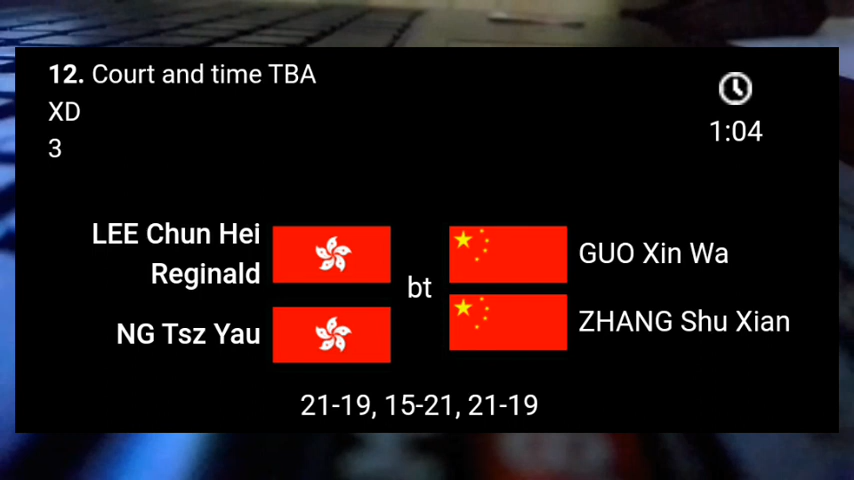 12. Court and time TBA
XD
3
1:04
LEE Chun Hei
Reginald
NG Tsz Yau
bt
GUO Xin Wa
ZHANG Shu Xian
21-19, 15-21, 21-19